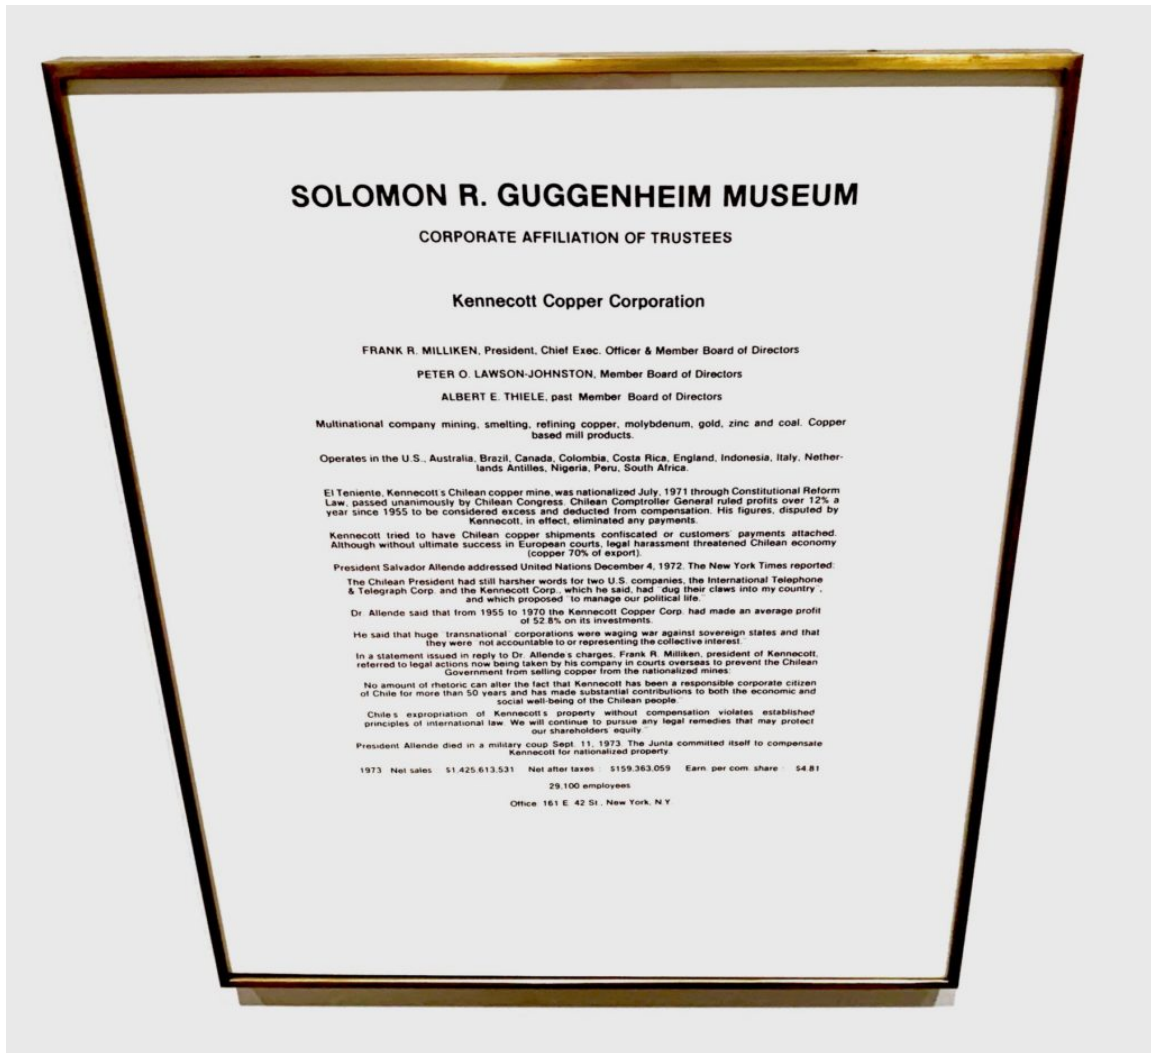 SOLOMON R. GUGGENHEIM MUSEUM
CORPORATE AFFILIATION OF TRUSTEES
Kennecott Copper Corporation
FRANK R. MILLIKEN, President, Chief Exec. Officer & Member Board of Directors
PETER O. LAWSON-JOHNSTON, Member Board of Directors
ALBERT E. THIELE, past Member Board of Directors
Multinational company mining, smelting, refining copper, molybdenum, gold, zinc and coal. Copper
based mill products.
Operates in the U.S., Australia, Brazil, Canada, Colombia, Costa Rica, England, Indonesia, Italy, Nether-
lands Antilles, Nigeria, Peru, South Africa.
El Teniente, Kennecott's Chilean copper mine, was nationalized July, 1971 through Constitutional Reform
Law, passed unanimously by Chilean Congress. Chilean Comptroller General ruled profits over 12% a
year since 1955 to be considered excess and deducted from compensation. His figures, disputed by
Kennecott, in effect, eliminated any payments.
Kennecott tried to have Chilean copper shipments confiscated or customers' payments attached.
Although without ultimate success in European courts, legal harassment threatened Chilean economy
(copper 70% of export).
President Salvador Allende addressed United Nations December 4, 1972. The New York Times reported:
The Chilean President had still harsher words for two U.S. companies, the International Telephone
& Telegraph Corp. and the Kennecott Corp., which he said, had "dug their claws into my country",
and which proposed "to manage our political life."
Dr. Allende said that from 1955 to 1970 the Kennecott Copper Corp. had made an average profit
of 52.8% on its investments.
He said that huge "transnational" corporations were waging war against sovereign states and that
they were "not accountable to or representing the collective interest."
In a statement issued in reply to Dr. Allende's charges, Frank R. Milliken, president of Kennecott,
referred to legal actions now being taken by his company in courts overseas to prevent the Chilean
Government from selling copper from the nationalized mines:
"No amount of rhetoric can alter the fact that Kennecott has been a responsible corporate citizen
of Chile for more than 50 years and has made substantial contributions to both the economic and
social well-being of the Chilean people."
"Chile's expropriation of Kennecott's property without compensation violates established
principles of international law. We will continue to pursue any legal remedies that may protect
our shareholders' equity."
President Allende died in a military coup Sept. 11, 1973. The Junta committed itself to compensate
Kennecott for nationalized property.
1973 Net sales : $1,425,613,531 Net after taxes : $159,363,059 Earn. per com. share : $4.81
29,100 employees
Office: 161 E. 42 St., New York, N.Y.